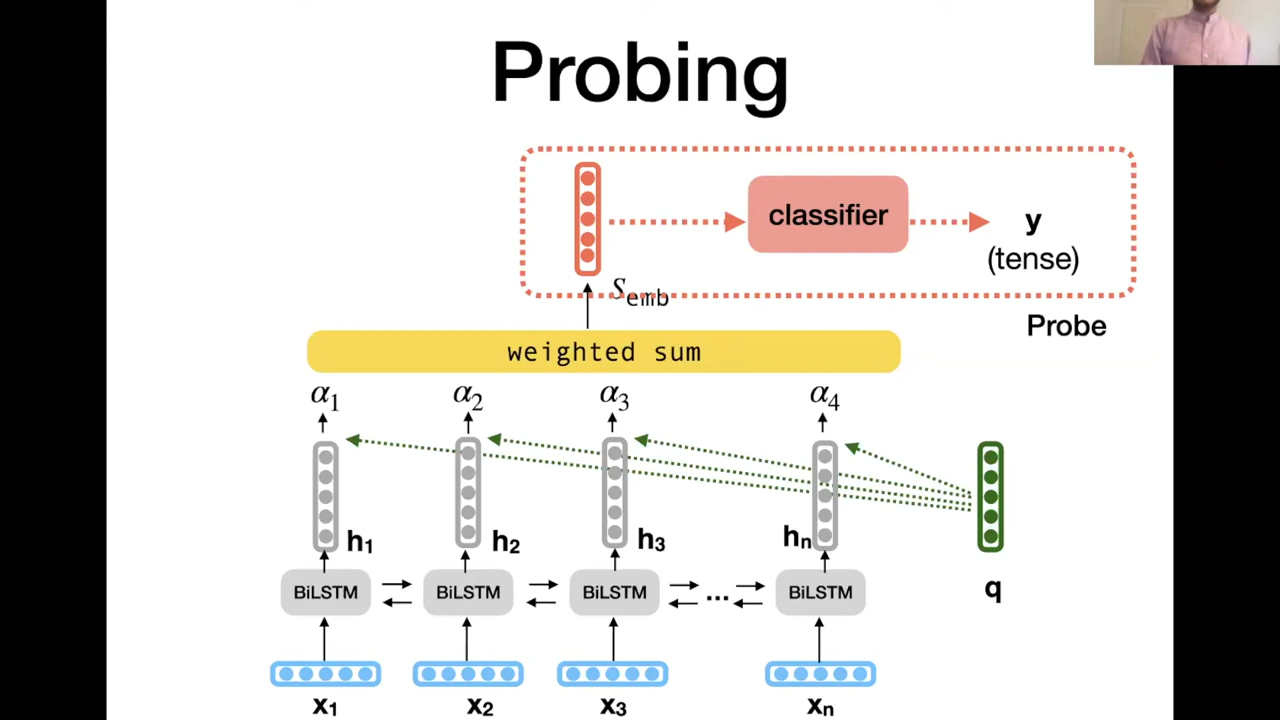 Probing
classifier
y
(tense)
Semb
Probe
weighted sum
α1 α2 α3 α4
h1 h2 h3 hn
BiLSTM BiLSTM BiLSTM ... BiLSTM
q
x1 x2 x3 xn